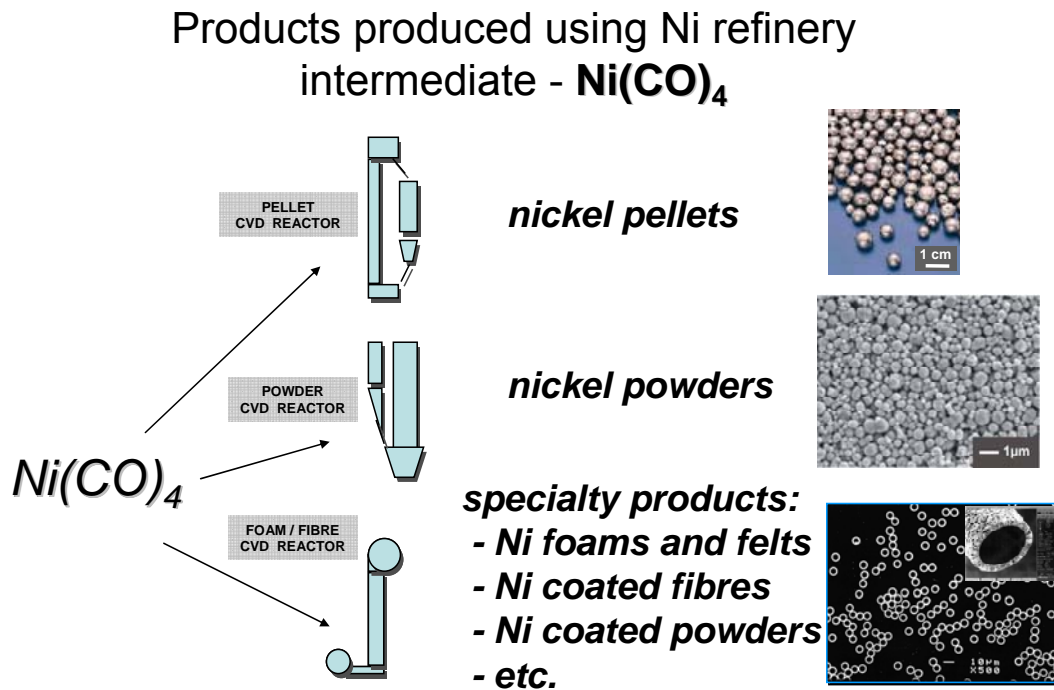 Products produced using Ni refinery
intermediate - Ni(CO)₄
PELLET
CVD REACTOR
nickel pellets
1 cm
POWDER
CVD REACTOR
nickel powders
1µm
Ni(CO)₄
FOAM / FIBRE
CVD REACTOR
specialty products:
- Ni foams and felts
- Ni coated fibres
- Ni coated powders
- etc.
10µm
X500